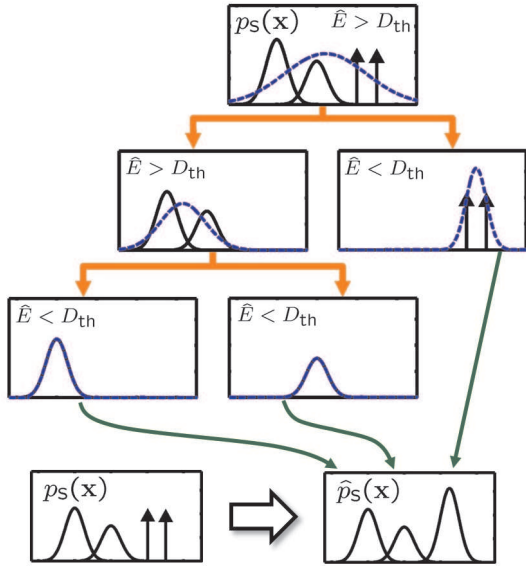 p_S(x) Ê > D_th
Ê > D_th
Ê < D_th
Ê < D_th
Ê < D_th
p_S(x)
p̂_S(x)